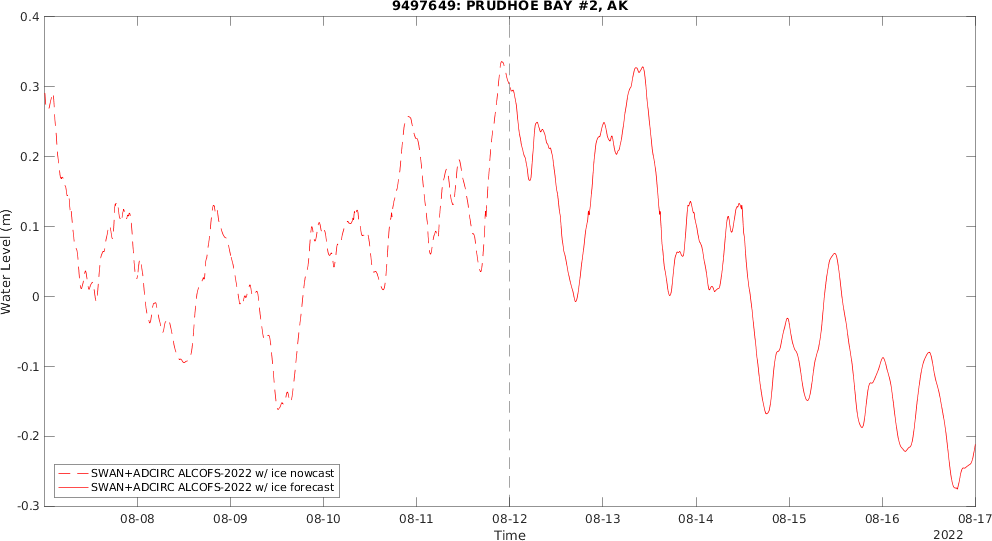 9497649: PRUDHOE BAY #2, AK
0.4
0.3
0.2
0.1
0
-0.1
-0.2
-0.3
Water Level (m)
SWAN+ADCIRC ALCOFS-2022 w/ ice nowcast
SWAN+ADCIRC ALCOFS-2022 w/ ice forecast
08-08 08-09 08-10 08-11 08-12 08-13 08-14 08-15 08-16 08-17
Time
2022